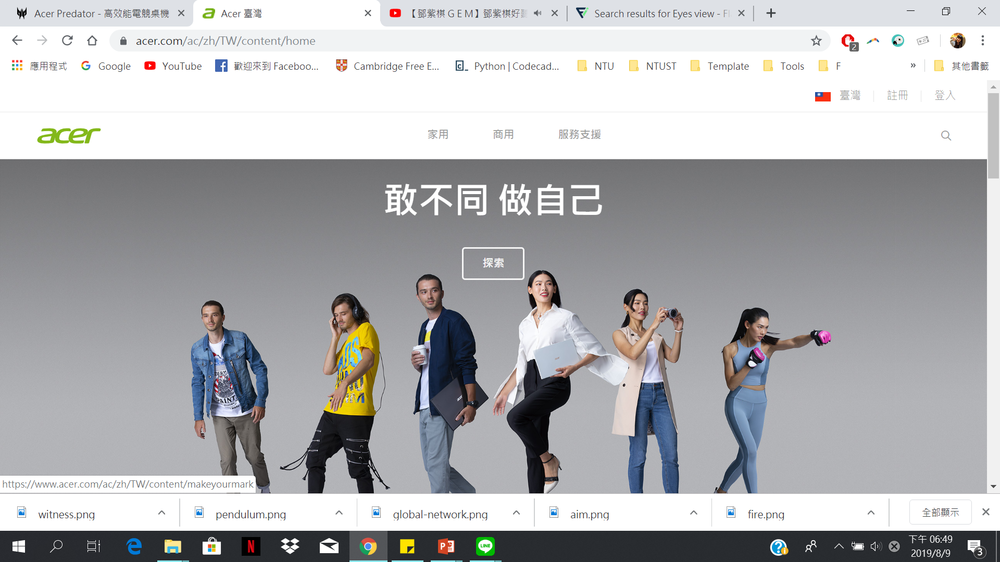 Acer Predator - 高效能電競桌機
Acer 臺灣
【鄧紫棋 G E M】鄧紫棋好聽
Search results for Eyes view - Fl
acer.com/ac/zh/TW/content/home
2
應用程式
Google
YouTube
歡迎來到 Faceboo...
Cambridge Free E...
Python | Codecad...
NTU
NTUST
Template
Tools
F
»
其他書籤
臺灣
註冊
登入
acer
家用
商用
服務支援
敢不同 做自己
探索
acer
https://www.acer.com/ac/zh/TW/content/makeyourmark
witness.png
pendulum.png
global-network.png
aim.png
fire.png
全部顯示
LINE
下午 06:49
2019/8/9
3